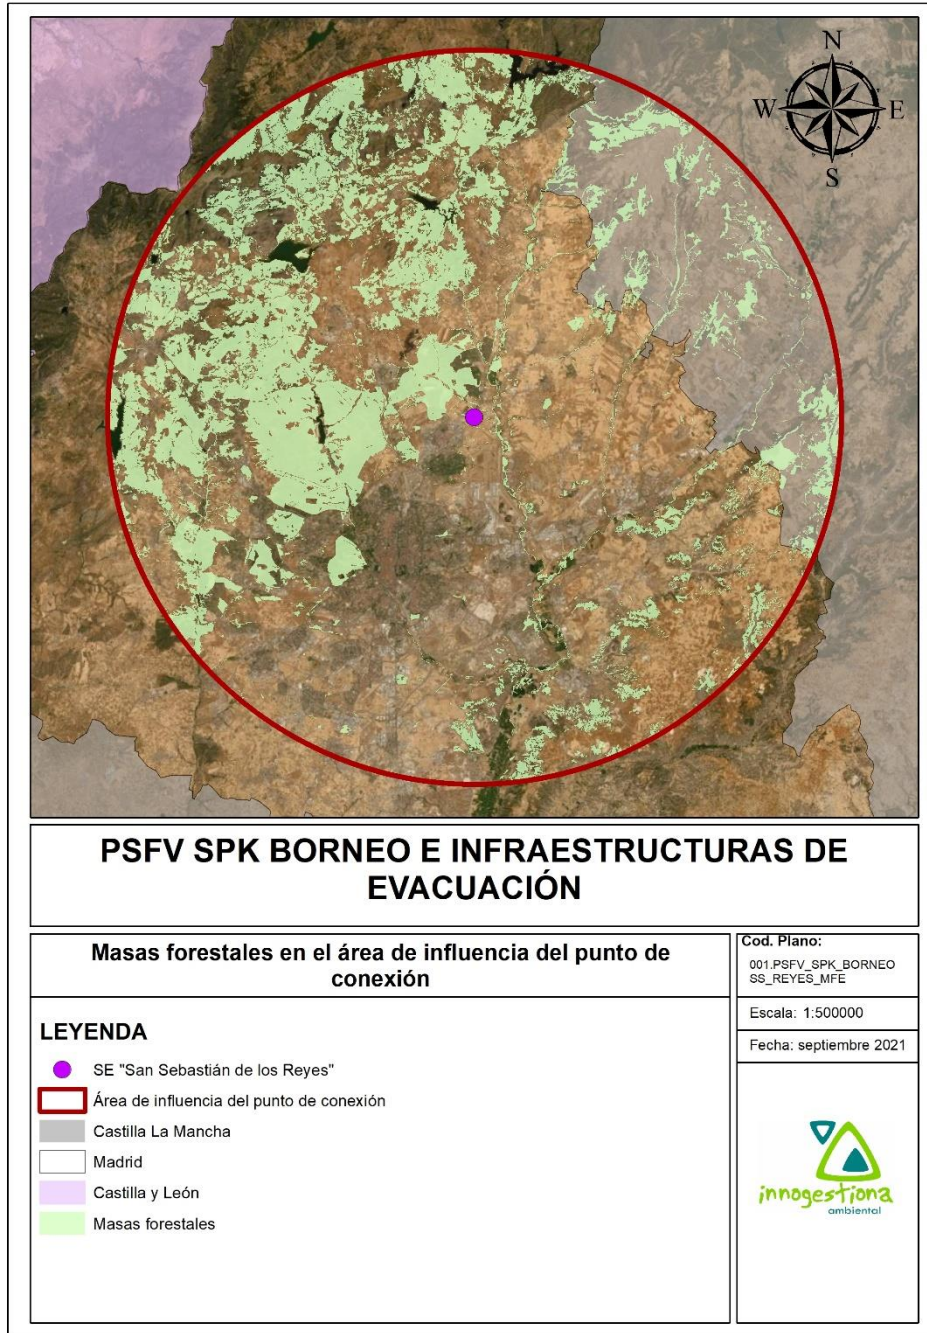 N
W E
S
PSFV SPK BORNEO E INFRAESTRUCTURAS DE
EVACUACIÓN
Masas forestales en el área de influencia del punto de
conexión
Cod. Plano:
001.PSFV_SPK_BORNEO
SS_REYES_MFE
Escala: 1:500000
Fecha: septiembre 2021
LEYENDA
SE "San Sebastián de los Reyes"
Área de influencia del punto de conexión
Castilla La Mancha
Madrid
Castilla y León
Masas forestales
innogestiona
ambiental